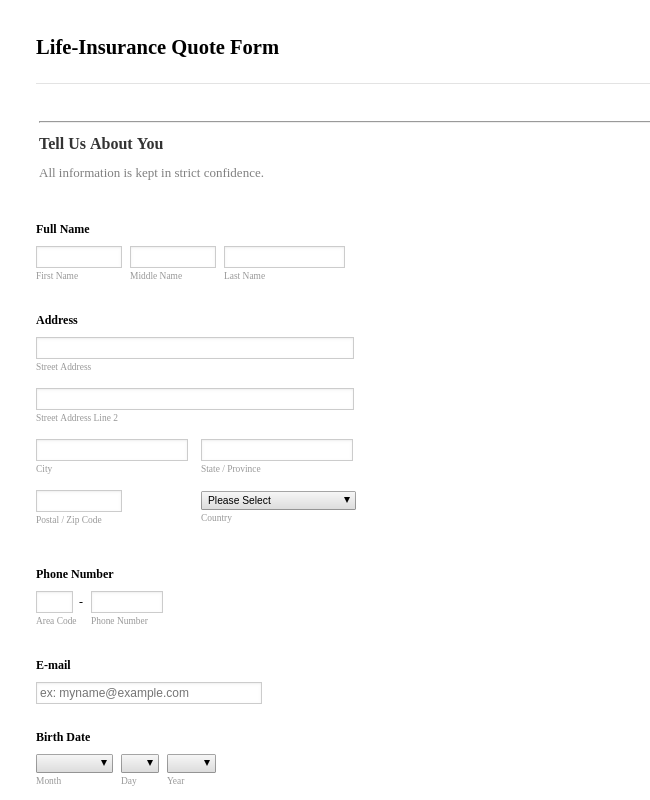 Life-Insurance Quote Form
Tell Us About You
All information is kept in strict confidence.
Full Name
First Name Middle Name Last Name
Address
Street Address
Street Address Line 2
City State / Province
Please Select
Postal / Zip Code Country
Phone Number
-
Area Code Phone Number
E-mail
ex: myname@example.com
Birth Date
Month Day Year